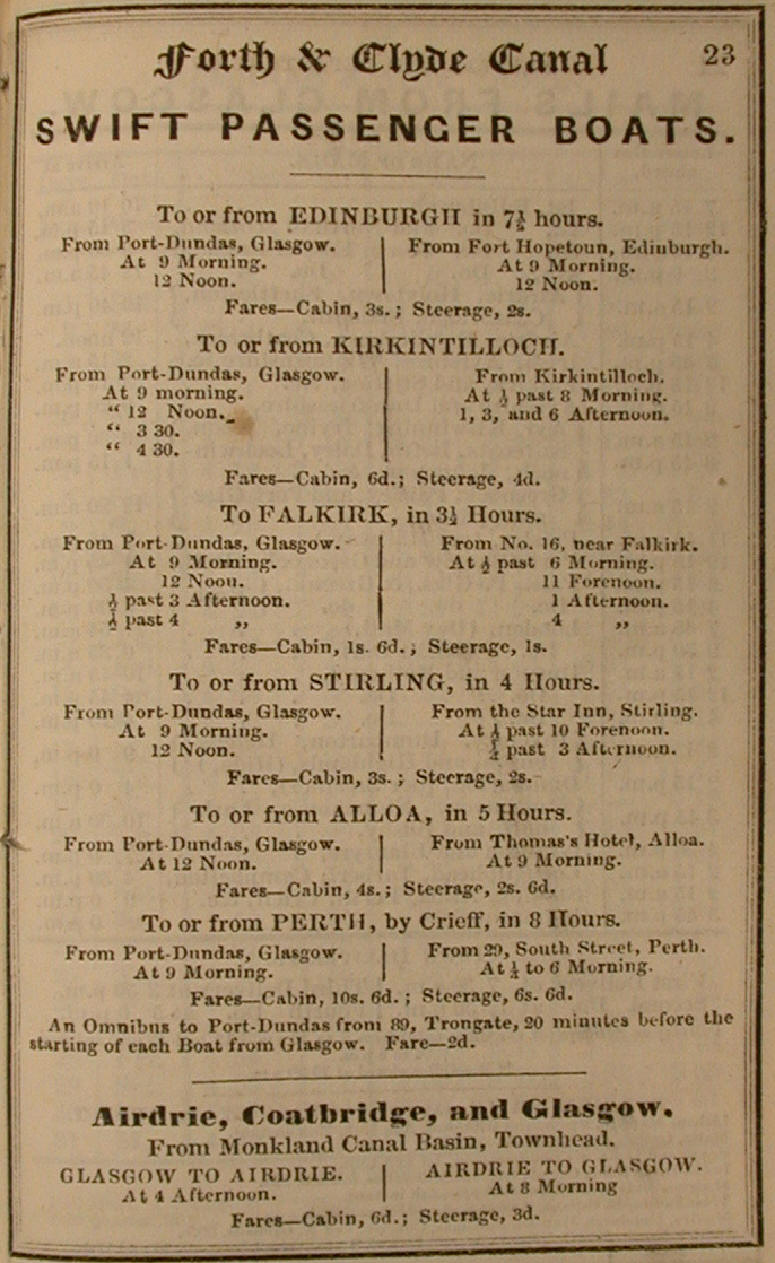 Forth & Clyde Canal 23
SWIFT PASSENGER BOATS.
To or from EDINBURGH in 7½ hours.
From Port-Dundas, Glasgow.
At 9 Morning.
12 Noon.
From Fort Hopetoun, Edinburgh.
At 9 Morning.
12 Noon.
Fares—Cabin, 3s.; Steerage, 2s.
To or from KIRKINTILLOCH.
From Port-Dundas, Glasgow.
At 9 morning.
“ 12 Noon.
“ 3 30.
“ 4 30.
From Kirkintilloch.
At ½ past 8 Morning.
1, 3, and 6 Afternoon.
Fares—Cabin, 6d.; Steerage, 4d.
To FALKIRK, in 3½ Hours.
From Port-Dundas, Glasgow.
At 9 Morning.
12 Noon.
½ past 3 Afternoon.
½ past 4 „
From No. 16, near Falkirk.
At ½ past 6 Morning.
11 Forenoon.
1 Afternoon.
4 „
Fares—Cabin, 1s. 6d.; Steerage, 1s.
To or from STIRLING, in 4 Hours.
From Port-Dundas, Glasgow.
At 9 Morning.
12 Noon.
From the Star Inn, Stirling.
At ½ past 10 Forenoon.
½ past 3 Afternoon.
Fares—Cabin, 3s.; Steerage, 2s.
To or from ALLOA, in 5 Hours.
From Port-Dundas, Glasgow.
At 12 Noon.
From Thomas's Hotel, Alloa.
At 9 Morning.
Fares—Cabin, 4s.; Steerage, 2s. 6d.
To or from PERTH, by Crieff, in 8 Hours.
From Port-Dundas, Glasgow.
At 9 Morning.
From 29, South Street, Perth.
At ¼ to 6 Morning.
Fares—Cabin, 10s. 6d.; Steerage, 6s. 6d.
An Omnibus to Port-Dundas from 89, Trongate, 20 minutes before the
starting of each Boat from Glasgow. Fare—2d.
Airdrie, Coatbridge, and Glasgow.
From Monkland Canal Basin, Townhead.
GLASGOW TO AIRDRIE.
At 4 Afternoon.
AIRDRIE TO GLASGOW.
At 8 Morning
Fares—Cabin, 6d.; Steerage, 3d.